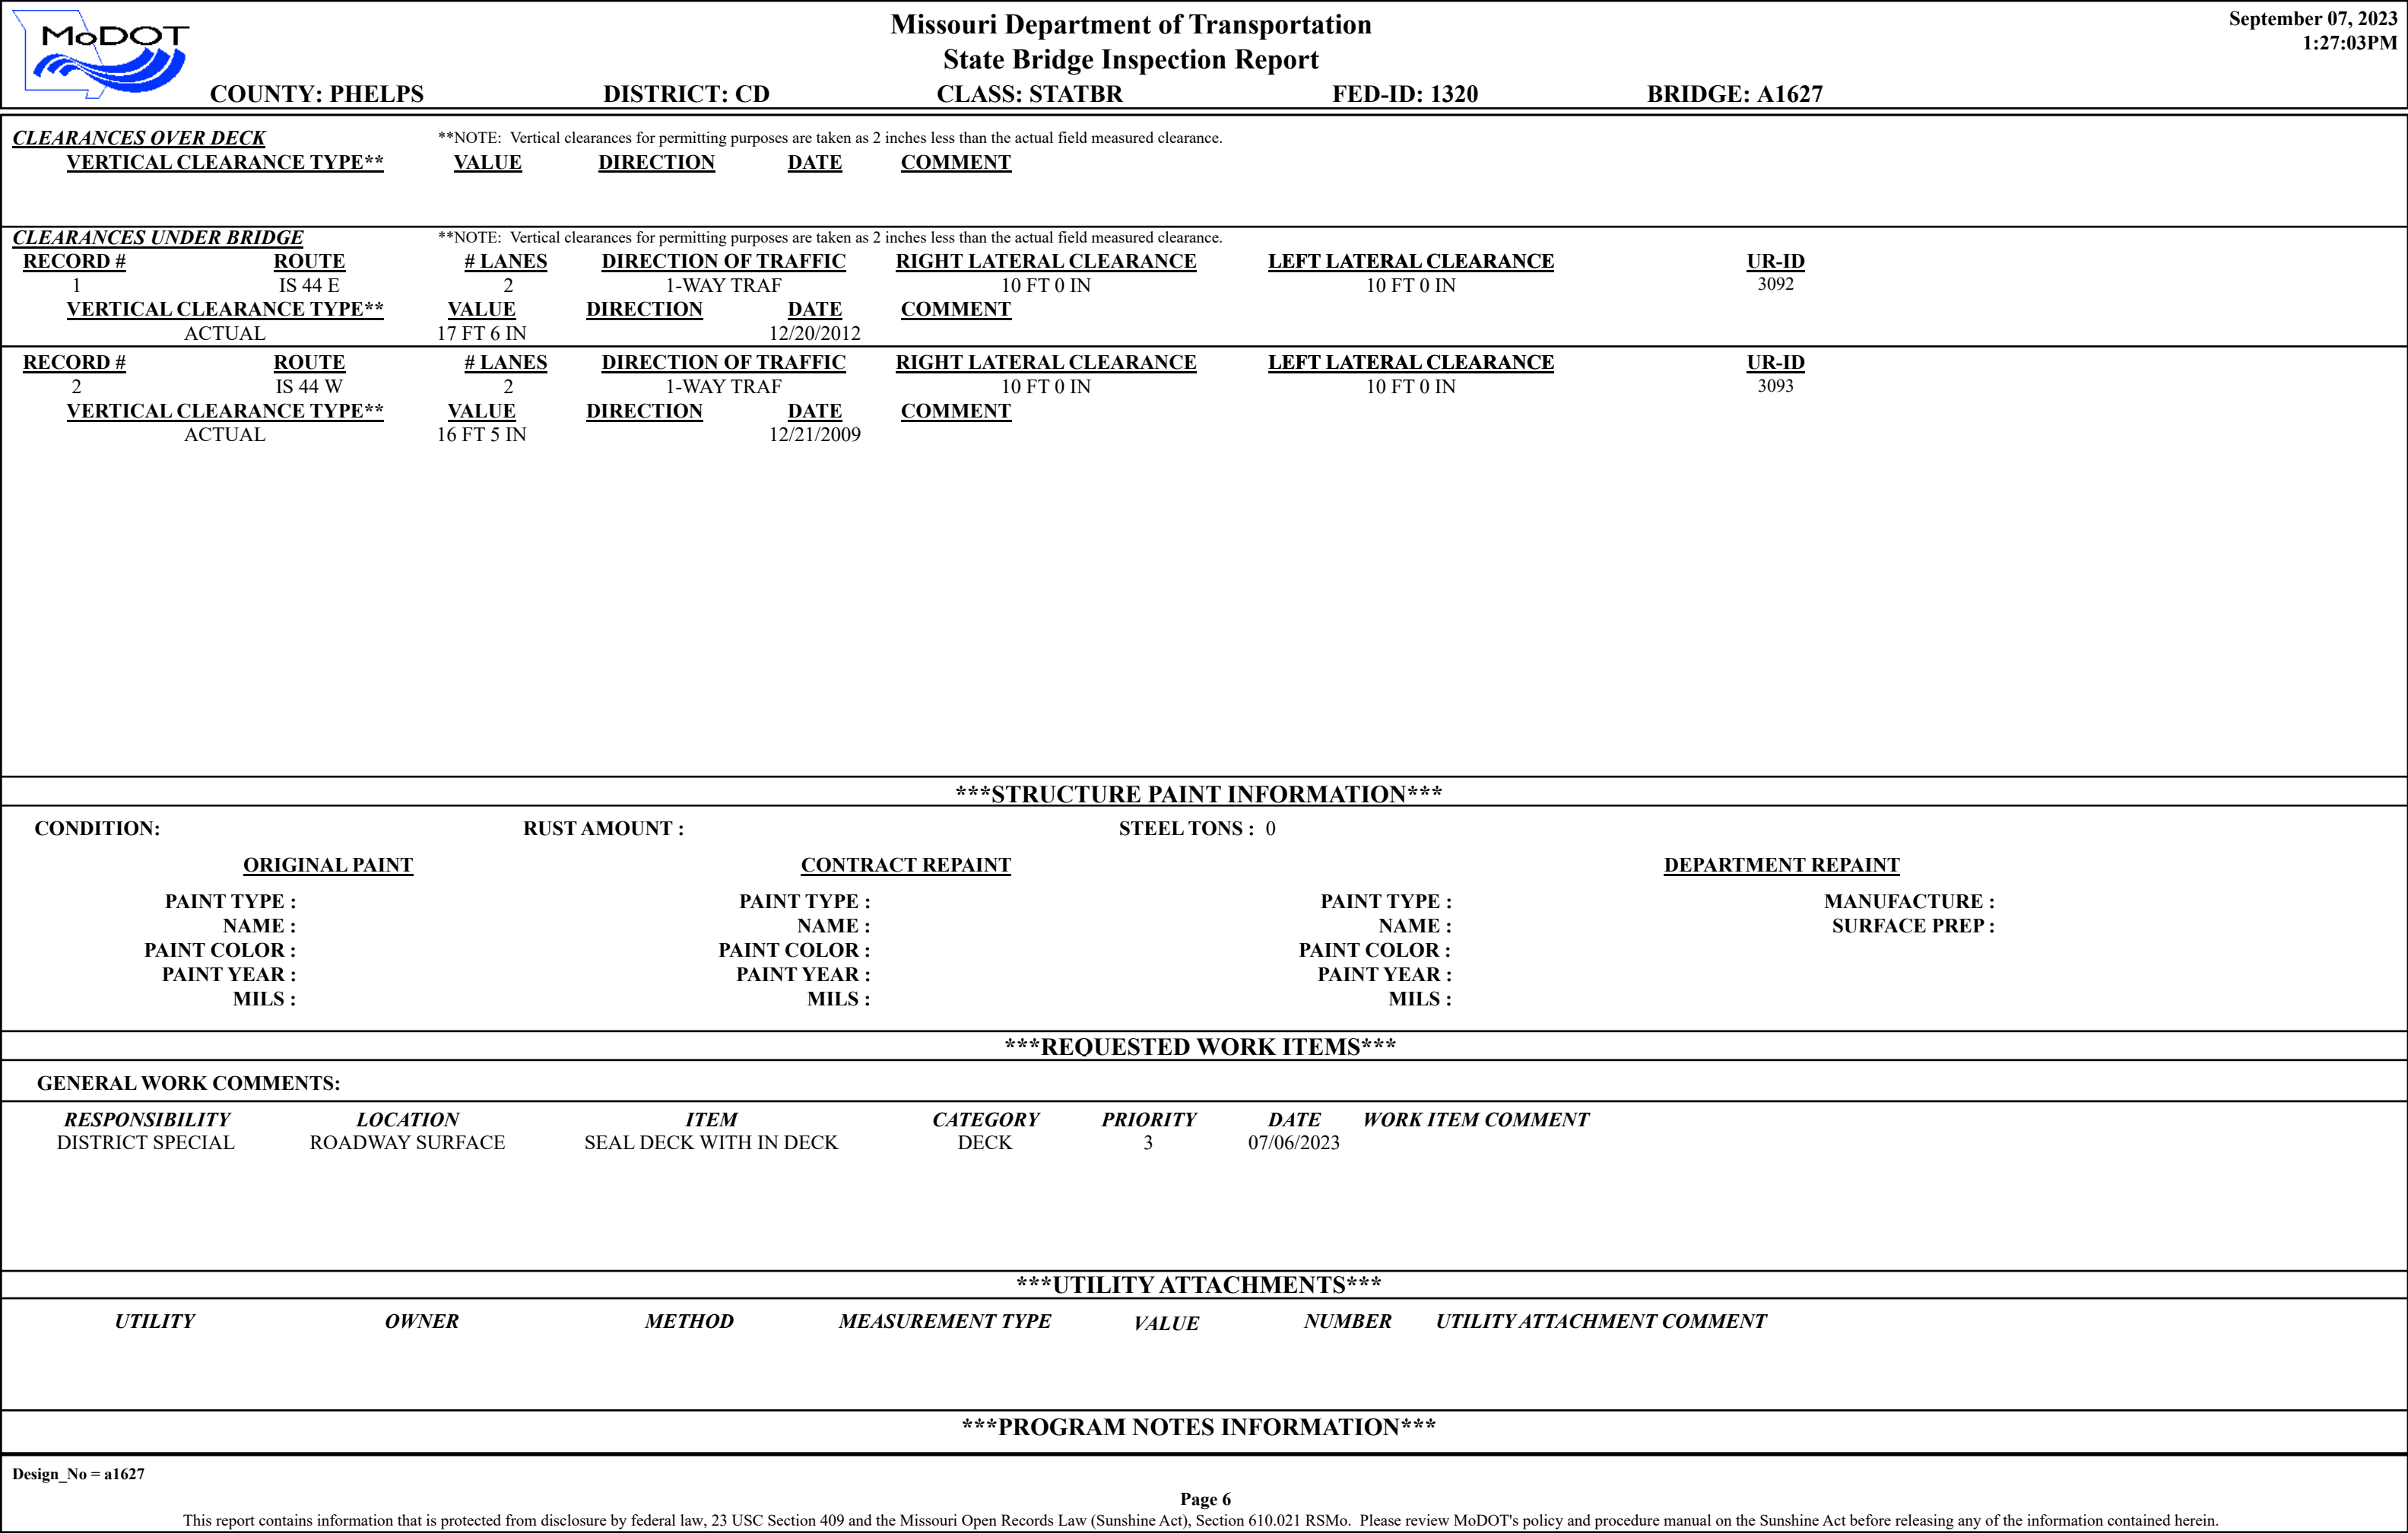 MoDOT
Missouri Department of Transportation
State Bridge Inspection Report
September 07, 2023
1:27:03PM
COUNTY: PHELPS DISTRICT: CD CLASS: STATBR FED-ID: 1320 BRIDGE: A1627
CLEARANCES OVER DECK **NOTE: Vertical clearances for permitting purposes are taken as 2 inches less than the actual field measured clearance.
VERTICAL CLEARANCE TYPE** VALUE DIRECTION DATE COMMENT
CLEARANCES UNDER BRIDGE **NOTE: Vertical clearances for permitting purposes are taken as 2 inches less than the actual field measured clearance.
RECORD # ROUTE # LANES DIRECTION OF TRAFFIC RIGHT LATERAL CLEARANCE LEFT LATERAL CLEARANCE UR-ID
1 IS 44 E 2 1-WAY TRAF 10 FT 0 IN 10 FT 0 IN 3092
VERTICAL CLEARANCE TYPE** VALUE DIRECTION DATE COMMENT
ACTUAL 17 FT 6 IN 12/20/2012
RECORD # ROUTE # LANES DIRECTION OF TRAFFIC RIGHT LATERAL CLEARANCE LEFT LATERAL CLEARANCE UR-ID
2 IS 44 W 2 1-WAY TRAF 10 FT 0 IN 10 FT 0 IN 3093
VERTICAL CLEARANCE TYPE** VALUE DIRECTION DATE COMMENT
ACTUAL 16 FT 5 IN 12/21/2009
***STRUCTURE PAINT INFORMATION***
CONDITION: RUST AMOUNT : STEEL TONS : 0
ORIGINAL PAINT CONTRACT REPAINT DEPARTMENT REPAINT
PAINT TYPE : PAINT TYPE : PAINT TYPE : MANUFACTURE :
NAME : NAME : NAME : SURFACE PREP :
PAINT COLOR : PAINT COLOR : PAINT COLOR :
PAINT YEAR : PAINT YEAR : PAINT YEAR :
MILS : MILS : MILS :
***REQUESTED WORK ITEMS***
GENERAL WORK COMMENTS:
RESPONSIBILITY LOCATION ITEM CATEGORY PRIORITY DATE WORK ITEM COMMENT
DISTRICT SPECIAL ROADWAY SURFACE SEAL DECK WITH IN DECK DECK 3 07/06/2023
***UTILITY ATTACHMENTS***
UTILITY OWNER METHOD MEASUREMENT TYPE VALUE NUMBER UTILITY ATTACHMENT COMMENT
***PROGRAM NOTES INFORMATION***
Design_No = a1627
Page 6
This report contains information that is protected from disclosure by federal law, 23 USC Section 409 and the Missouri Open Records Law (Sunshine Act), Section 610.021 RSMo. Please review MoDOT's policy and procedure manual on the Sunshine Act before releasing any of the information contained herein.